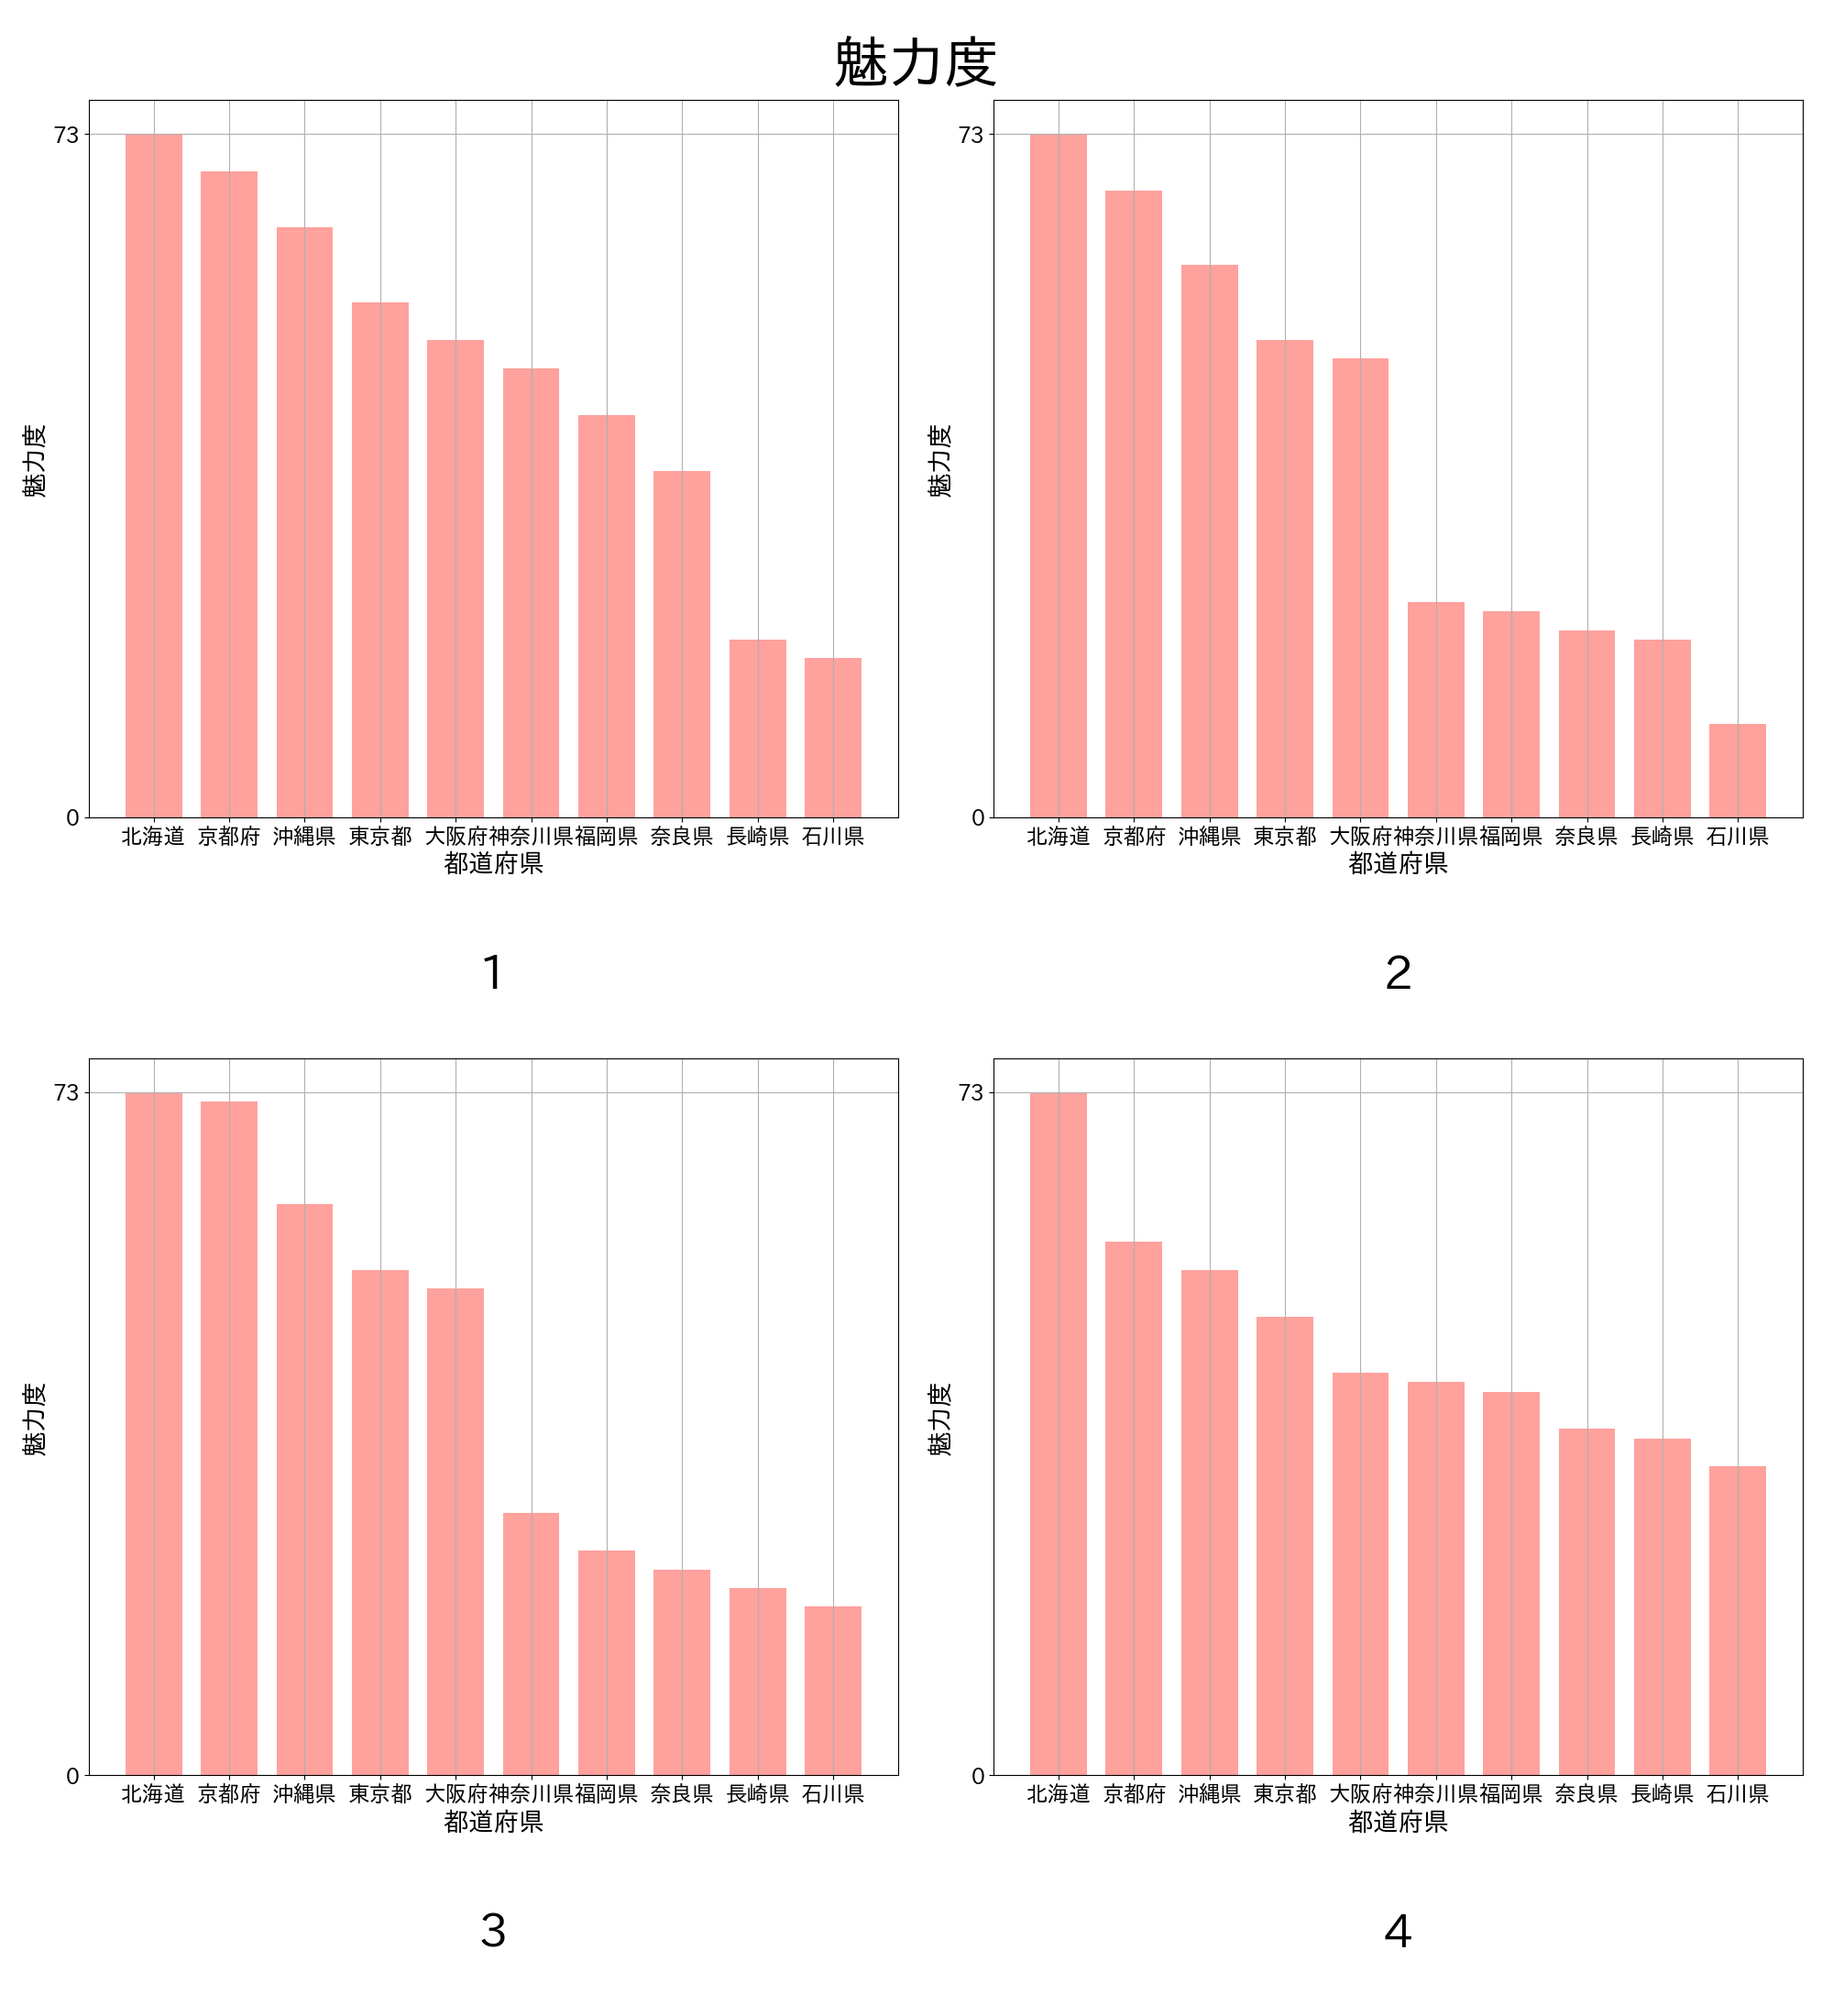 魅力度
73
0
魅力度
北海道 京都府 沖縄県 東京都 大阪府 神奈川県 福岡県 奈良県 長崎県 石川県
都道府県
1
73
0
魅力度
北海道 京都府 沖縄県 東京都 大阪府 神奈川県 福岡県 奈良県 長崎県 石川県
都道府県
2
73
0
魅力度
北海道 京都府 沖縄県 東京都 大阪府 神奈川県 福岡県 奈良県 長崎県 石川県
都道府県
3
73
0
魅力度
北海道 京都府 沖縄県 東京都 大阪府 神奈川県 福岡県 奈良県 長崎県 石川県
都道府県
4